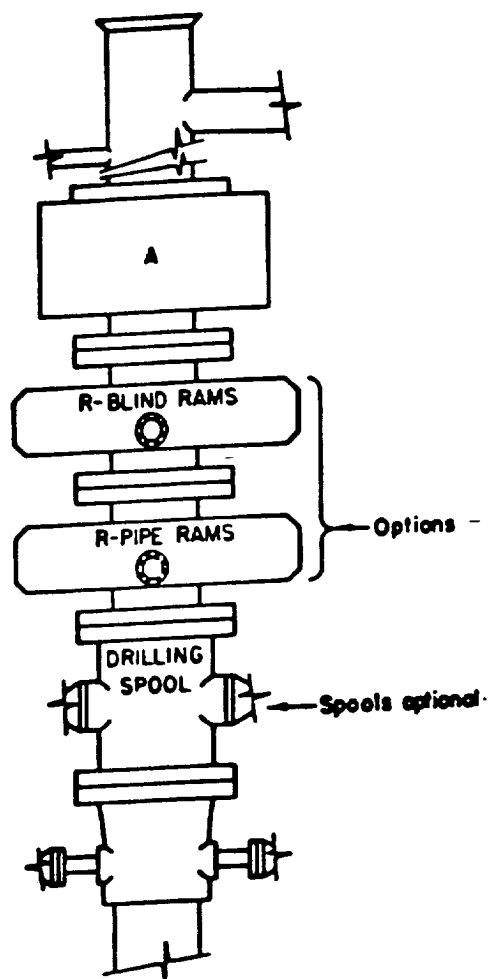 A
R-BLIND RAMS
R-PIPE RAMS
Options
DRILLING
SPOOL
Spools optional